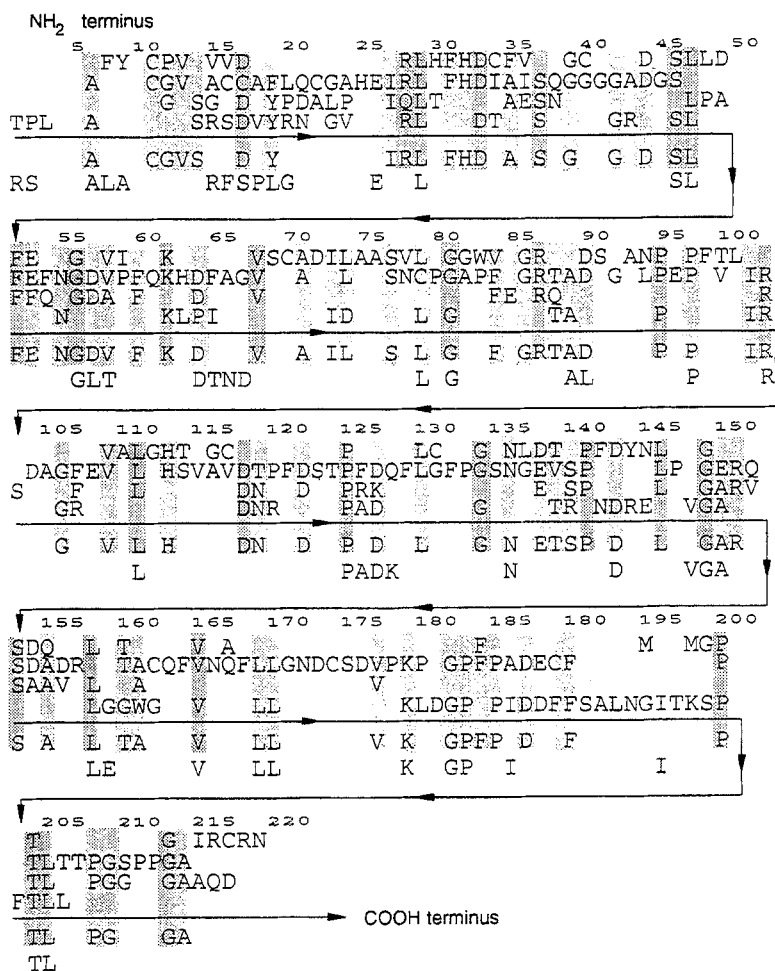 NH2 terminus
5 10 15 20 25 30 35 40 45 50
FY CPV VVD RLHFHDCFV GC D SLLD
A CGV ACCAFLQCGAHEIRL FHDIAISQGGGGADGS
G SG D YPDALP IQLT AESN LPA
TPL A SRSDVYRN GV RL DT S GR SL
A CGVS D Y IRL FHD A S G G D SL
RS ALA RFSPLG E L SL
55 60 65 70 75 80 85 90 95 100
FE G VI K VSCADILAASVL GGWV GR DS ANP PFTL
FEFNGDVPFQKHDFAGV A L SNCPGAPF GRTAD G LPEP V IR
FFQ GDA F D V FE RQ R
N KLPI ID L G TA P IR
FE NGDV F K D V A IL S L G F GRTAD P P IR
GLT DTND L G AL P R
105 110 115 120 125 130 135 140 145 150
VALGHT GC P LC G NLDT PFDYNL G
DAGFEV L HSVAVDTPFDSTPFDQFLGFPGSNGEVSP LP GERQ
S F L DN D PRK E SP L GARV
GR DNR PAD G TR NDRE VGA
G V L H DN D P D L G N ETSP D L GAR
L PADK N D VGA
155 160 165 170 175 180 185 180 195 200
SDQ L T V A F M MGP
SDADR TACQFVNQFLLGNDCSDVPKP GPFPADECF P
SAAV L A V
LGGWG V LL KLDGP PIDDFFSALNGITKSP
S A L TA V LL V K GPFP D F P
LE V LL K GP I I
205 210 215 220
T G IRCRN
TLTTPGSPPGA
TL PGG GAAQD
FTLL
COOH terminus
TL PG GA
TL